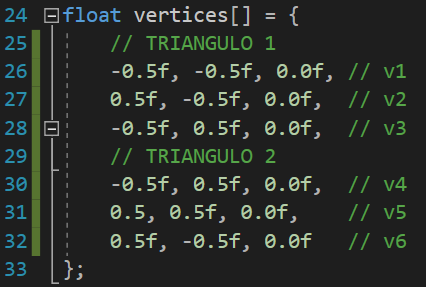 24 float vertices[] = {
25 // TRIANGULO 1
26 -0.5f, -0.5f, 0.0f, // v1
27 0.5f, -0.5f, 0.0f, // v2
28 -0.5f, 0.5f, 0.0f, // v3
29 // TRIANGULO 2
30 -0.5f, 0.5f, 0.0f, // v4
31 0.5, 0.5f, 0.0f, // v5
32 0.5f, -0.5f, 0.0f // v6
33 };